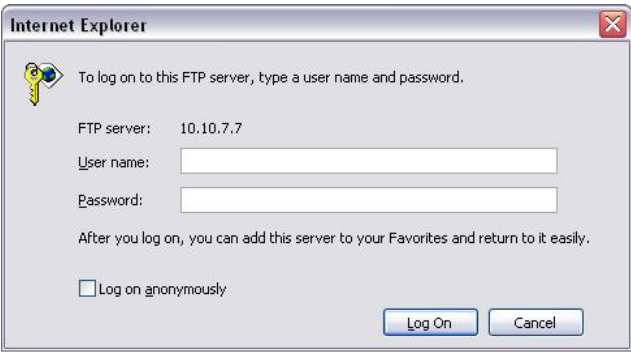 Internet Explorer
To log on to this FTP server, type a user name and password.
FTP server: 10.10.7.7
User name:
Password:
After you log on, you can add this server to your Favorites and return to it easily.
Log on anonymously
Log On Cancel